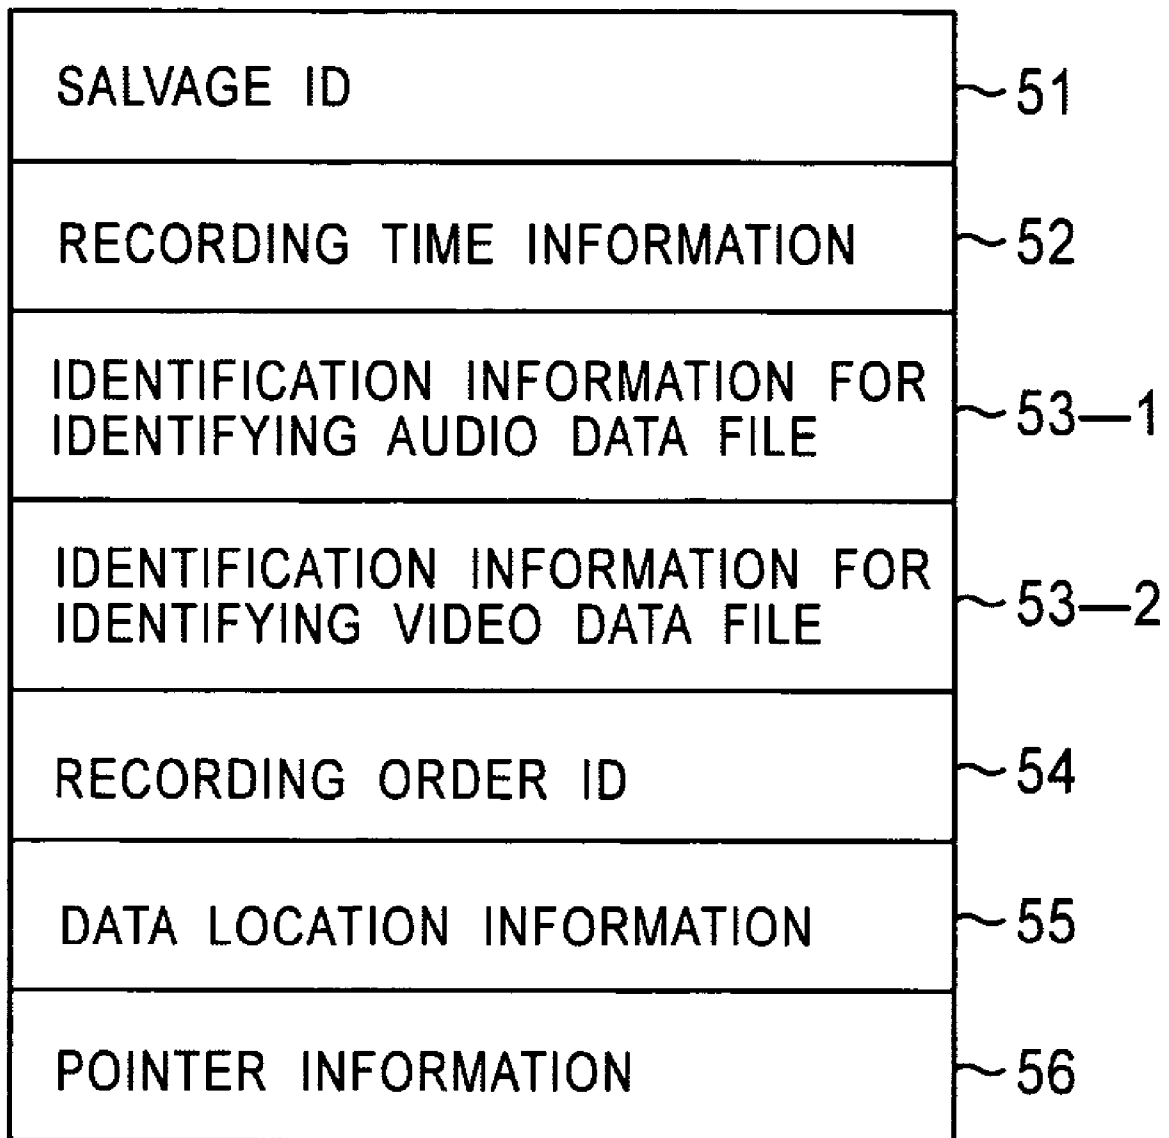 SALVAGE ID
51
RECORDING TIME INFORMATION
52
IDENTIFICATION INFORMATION FOR
IDENTIFYING AUDIO DATA FILE
53—1
IDENTIFICATION INFORMATION FOR
IDENTIFYING VIDEO DATA FILE
53—2
RECORDING ORDER ID
54
DATA LOCATION INFORMATION
55
POINTER INFORMATION
56